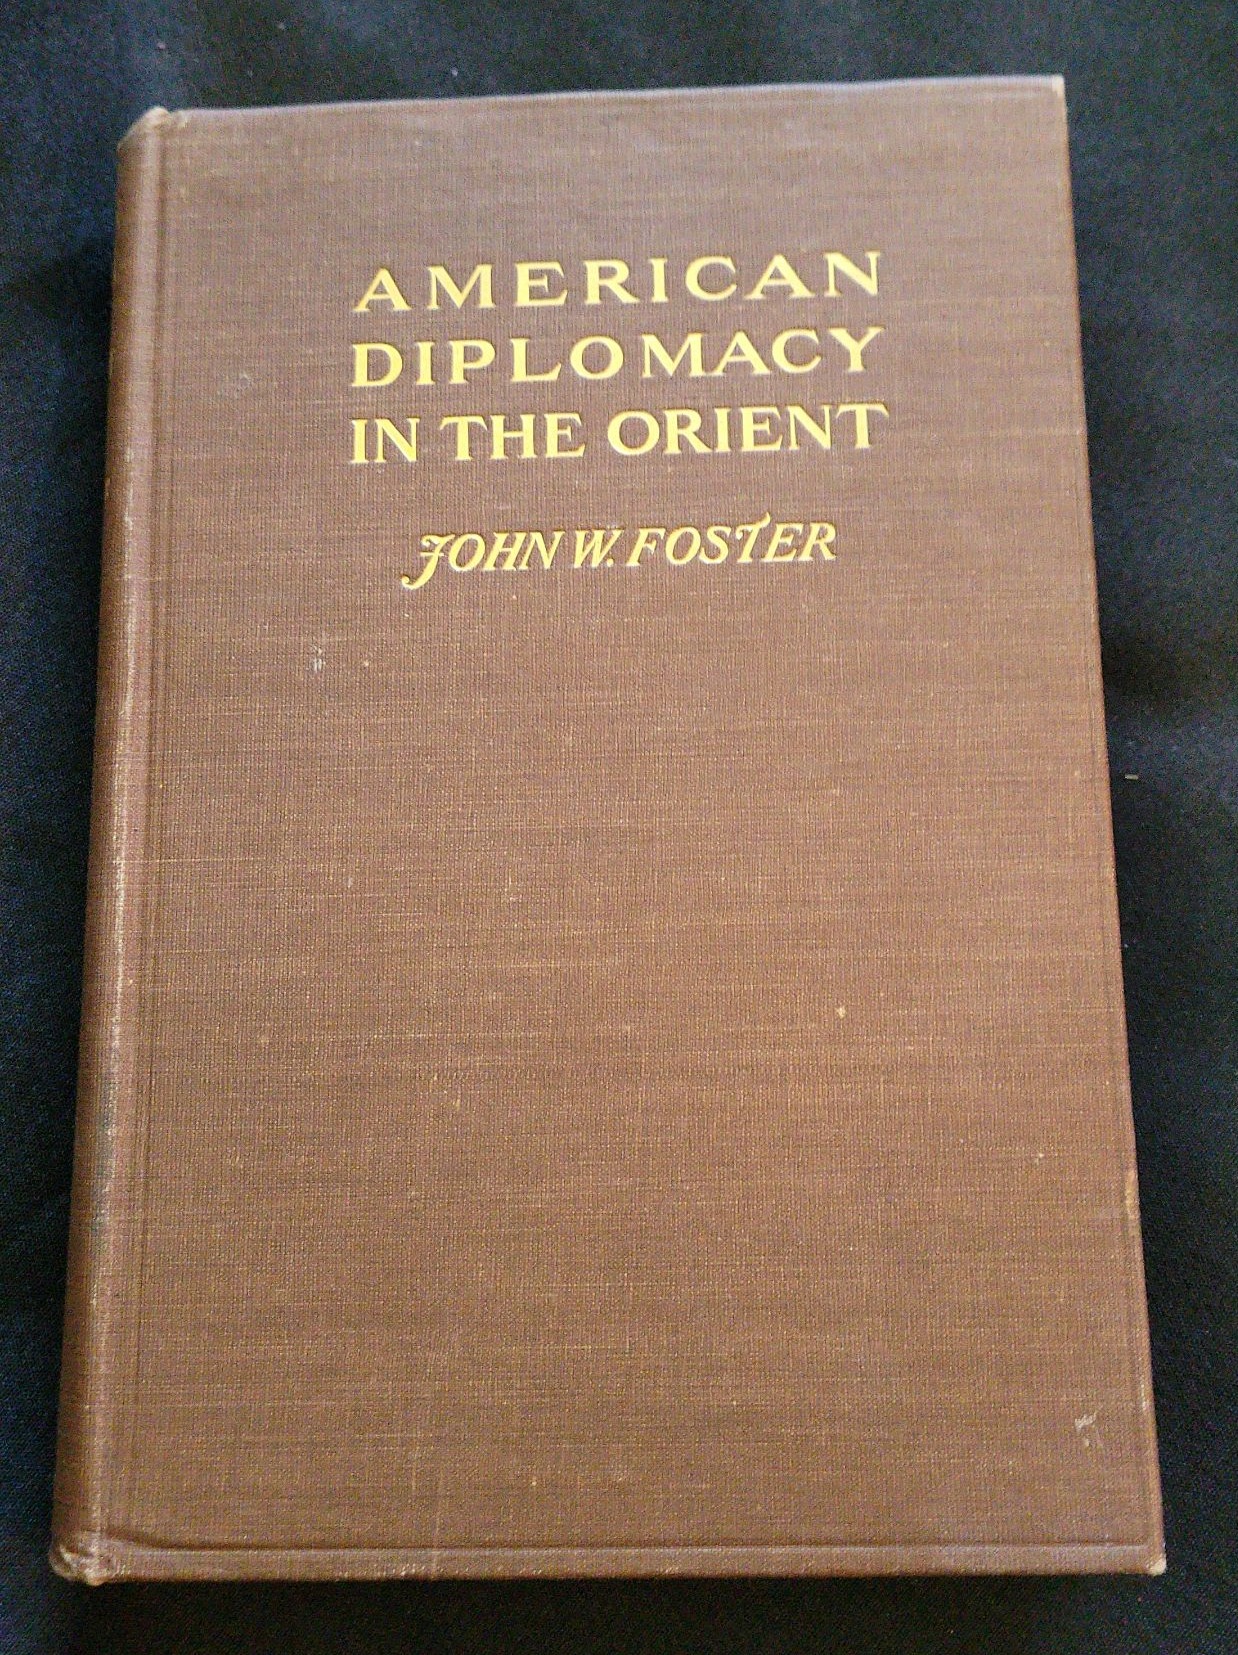 AMERICAN
DIPLOMACY
IN THE ORIENT
JOHN W. FOSTER